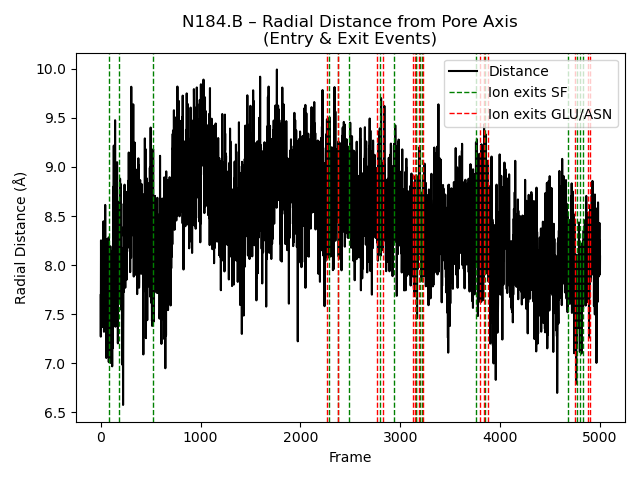 N184.B – Radial Distance from Pore Axis
(Entry & Exit Events)
Distance
Ion exits SF
Ion exits GLU/ASN
10.0
9.5
9.0
8.5
8.0
7.5
7.0
6.5
Radial Distance (Å)
0
1000
2000
3000
4000
5000
Frame